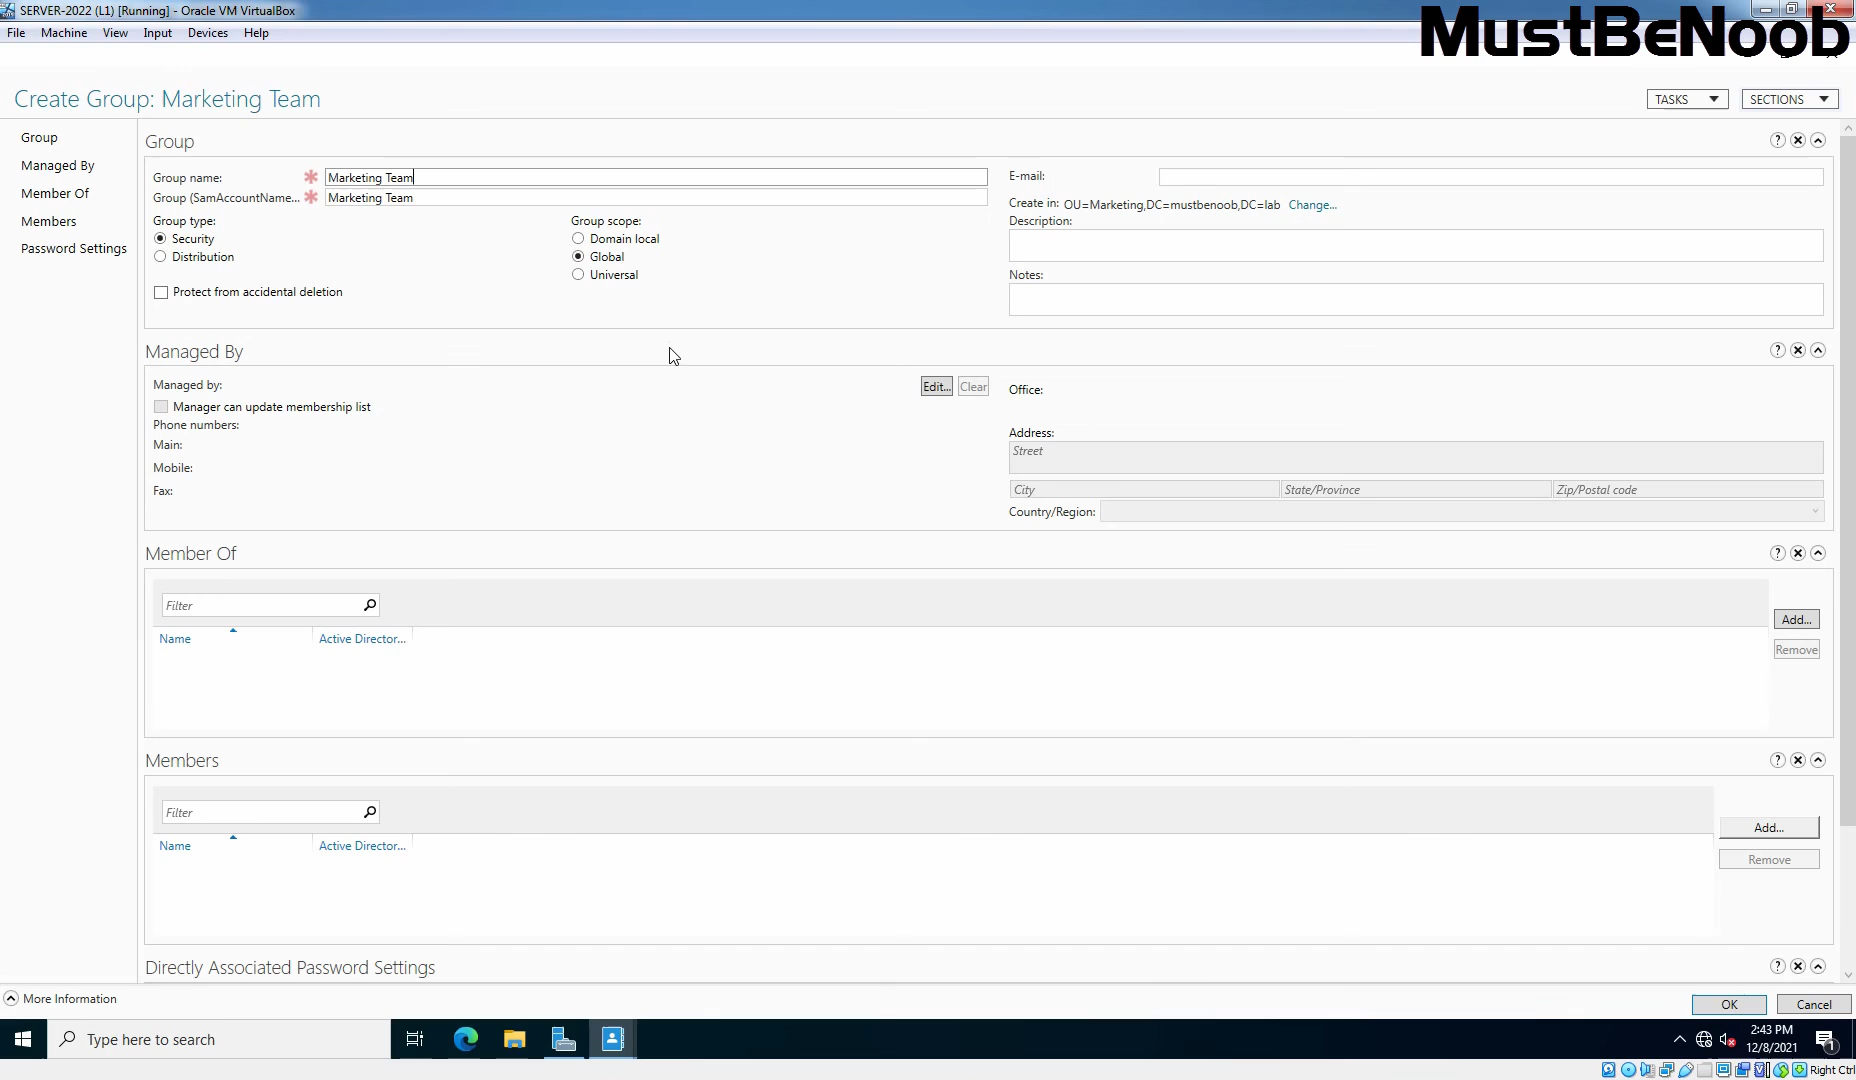 SERVER-2022 (L1) [Running] - Oracle VM VirtualBox
MustBeNoob
File Machine View Input Devices Help
Create Group: Marketing Team
TASKS
SECTIONS
Group
Managed By
Member Of
Members
Password Settings
Group
Group name:
Marketing Team
Group (SamAccountName...
Marketing Team
Group type:
Security
Distribution
Group scope:
Domain local
Global
Universal
Protect from accidental deletion
E-mail:
Create in: OU=Marketing,DC=mustbenoob,DC=lab Change...
Description:
Notes:
Managed By
Managed by:
Edit...
Clear
Manager can update membership list
Phone numbers:
Main:
Mobile:
Fax:
Office:
Address:
Street
City
State/Province
Zip/Postal code
Country/Region:
Member Of
Filter
Name
Active Director...
Add...
Remove
Members
Filter
Name
Active Director...
Add...
Remove
Directly Associated Password Settings
More Information
OK
Cancel
Type here to search
2:43 PM
12/8/2021
1
Right Ctrl